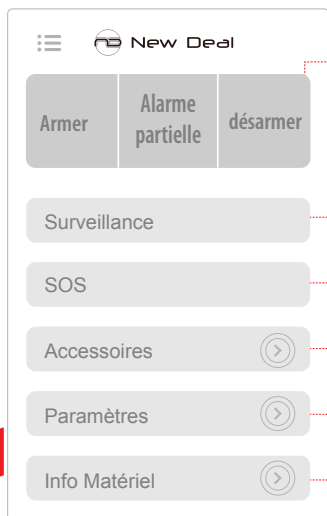 New Deal
Armer
Alarme
partielle
désarmer
Surveillance
SOS
Accessoires
Paramètres
Info Matériel